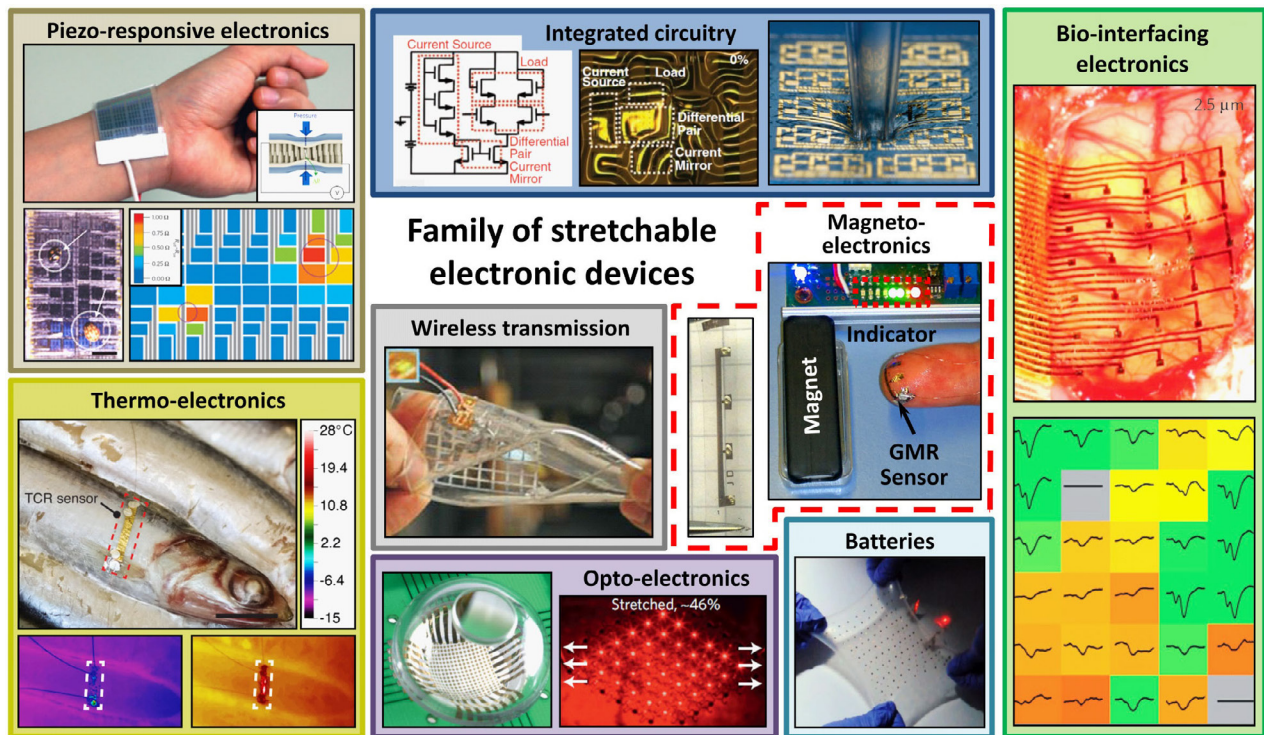 Piezo-responsive electronics
Pressure
V
1.00 Ω
0.75 Ω
0.50 Ω
0.25 Ω
0.00 Ω
Integrated circuitry
Current Source
Load
Differential
Pair
Current
Mirror
0%
Current
Source
Load
Differential
Pair
Current
Mirror
Bio-interfacing
electronics
2.5 µm
Family of stretchable
electronic devices
Magneto-
electronics
Indicator
Magnet
GMR
Sensor
Wireless transmission
Thermo-electronics
TCR sensor
28°C
19.4
10.8
2.2
-6.4
-15
Opto-electronics
Stretched, ~46%
Batteries